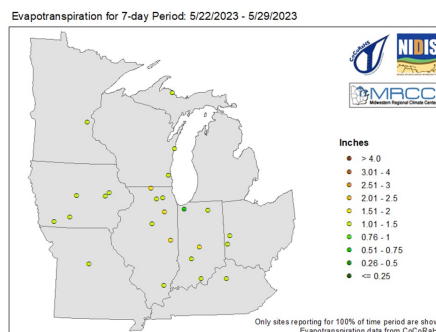 Evapotranspiration for 7-day Period: 5/22/2023 - 5/29/2023
CoCoRaHS
NIDIS
MRCC
Midwestern Regional Climate Cente
Inches
> 4.0
3.01 - 4
2.51 - 3
2.01 - 2.5
1.51 - 2
1.01 - 1.5
0.76 - 1
0.51 - 0.75
0.26 - 0.5
<= 0.25
Only sites reporting for 100% of time period are show
Evapotranspiration data from CoCoRaH